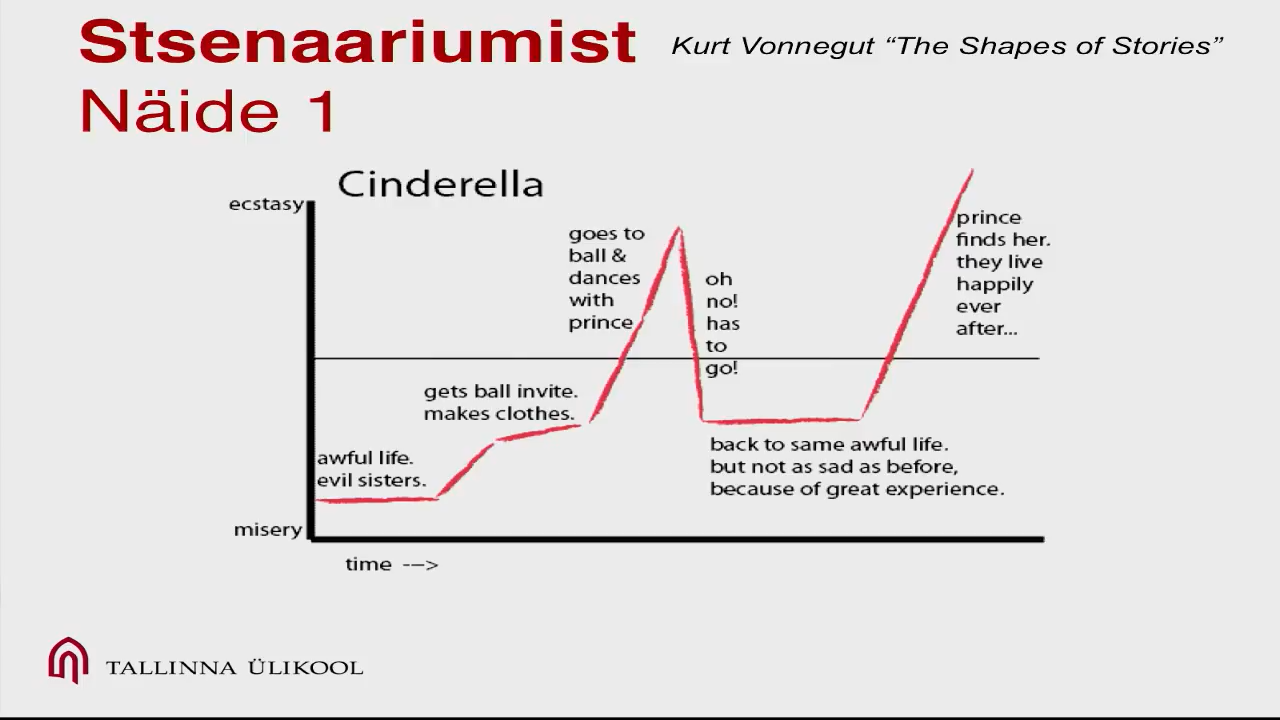 Stsenaariumist
Kurt Vonnegut “The Shapes of Stories”
Näide 1
Cinderella
ecstasy
goes to
ball &
dances
with
prince
oh
no!
has
to
go!
prince
finds her.
they live
happily
ever
after...
gets ball invite.
makes clothes.
awful life.
evil sisters.
back to same awful life.
but not as sad as before,
because of great experience.
misery
time --->
TALLINNA ÜLIKOOL